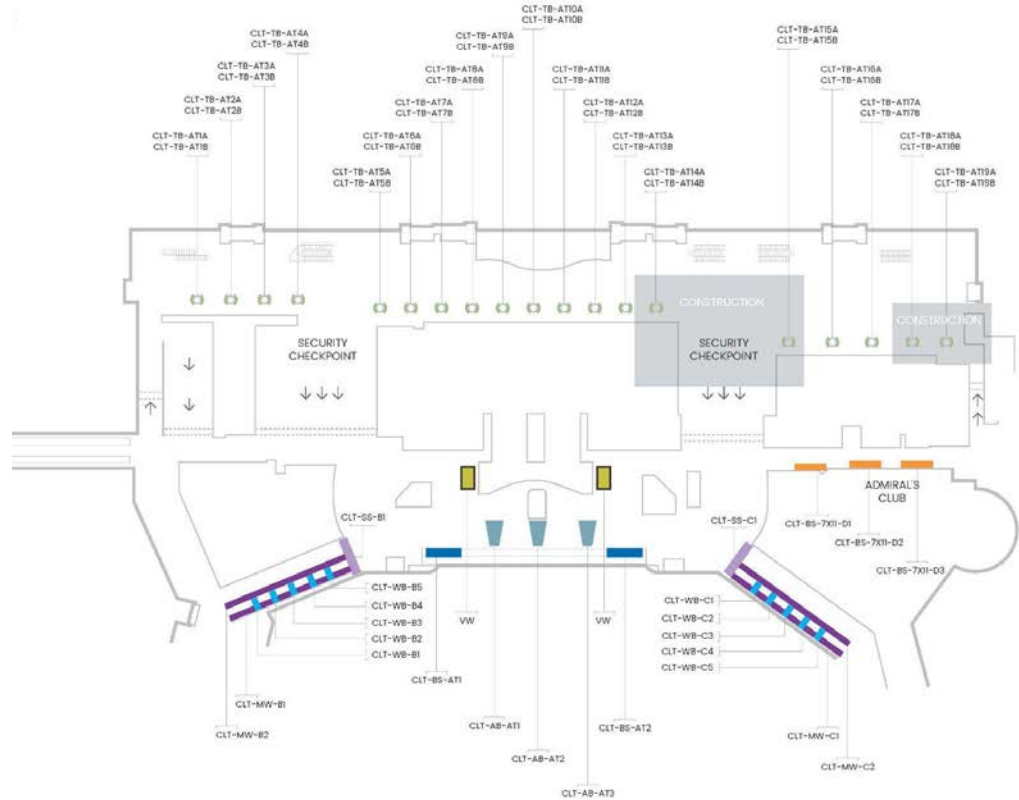 CLT-TB-AT1A
CLT-TB-AT1B
CLT-TB-AT2A
CLT-TB-AT2B
CLT-TB-AT3A
CLT-TB-AT3B
CLT-TB-AT4A
CLT-TB-AT4B
CLT-TB-AT5A
CLT-TB-AT5B
CLT-TB-AT6A
CLT-TB-AT6B
CLT-TB-AT7A
CLT-TB-AT7B
CLT-TB-AT8A
CLT-TB-AT8B
CLT-TB-AT9A
CLT-TB-AT9B
CLT-TB-AT10A
CLT-TB-AT10B
CLT-TB-AT11A
CLT-TB-AT11B
CLT-TB-AT12A
CLT-TB-AT12B
CLT-TB-AT13A
CLT-TB-AT13B
CLT-TB-AT14A
CLT-TB-AT14B
CLT-TB-AT15A
CLT-TB-AT15B
CLT-TB-AT16A
CLT-TB-AT16B
CLT-TB-AT17A
CLT-TB-AT17B
CLT-TB-AT18A
CLT-TB-AT18B
CLT-TB-AT19A
CLT-TB-AT19B
CONSTRUCTION
CONSTRUCTION
SECURITY
CHECKPOINT
SECURITY
CHECKPOINT
ADMIRAL'S
CLUB
CLT-SS-B1
CLT-SS-C1
CLT-BS-7X11-D1
CLT-BS-7X11-D2
CLT-BS-7X11-D3
CLT-WB-B5
CLT-WB-B4
CLT-WB-B3
CLT-WB-B2
CLT-WB-B1
VW
VW
CLT-WB-C1
CLT-WB-C2
CLT-WB-C3
CLT-WB-C4
CLT-WB-C5
CLT-BS-AT1
CLT-MW-B1
CLT-MW-B2
CLT-AB-AT1
CLT-AB-AT2
CLT-AB-AT3
CLT-BS-AT2
CLT-MW-C1
CLT-MW-C2